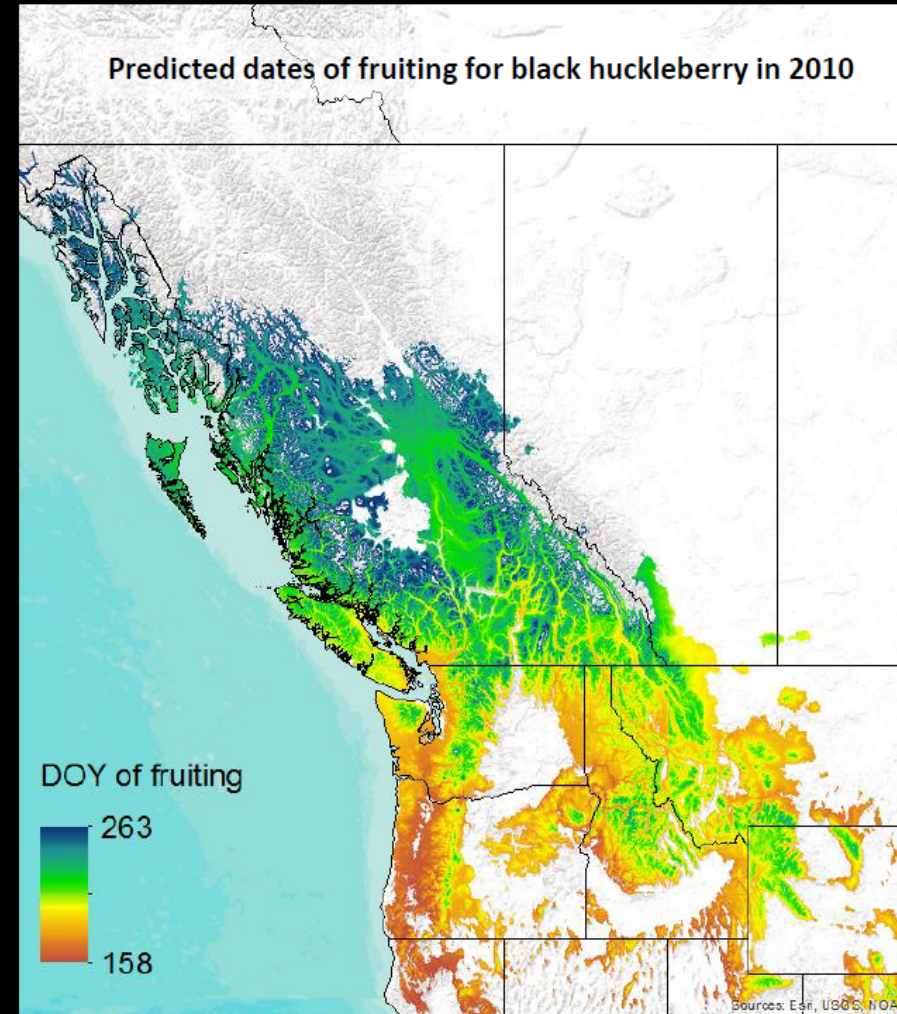 Predicted dates of fruiting for black huckleberry in 2010
DOY of fruiting
263
158
Sources: Esri, USGS, NOA